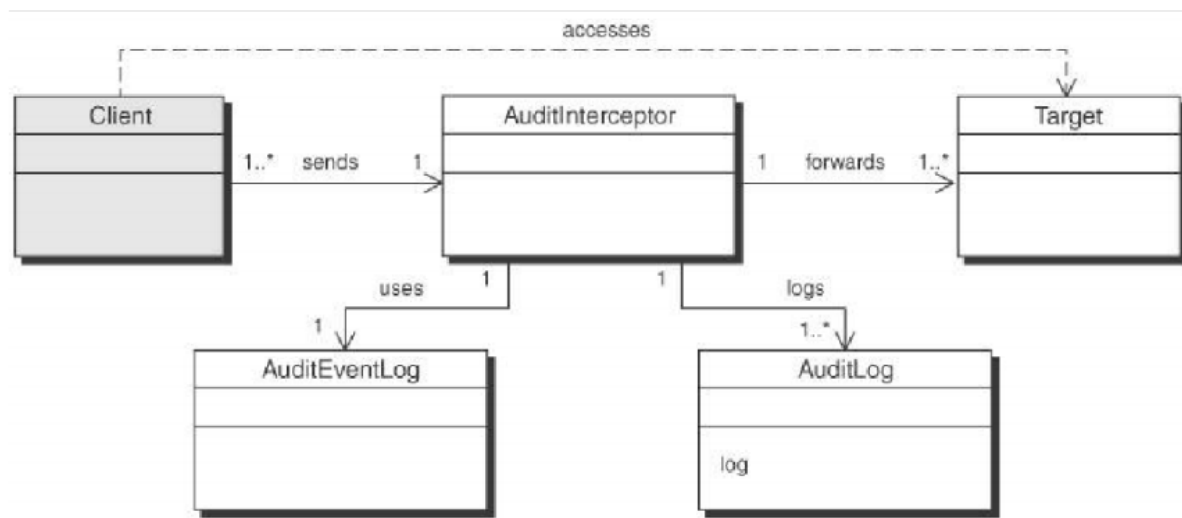 accesses
Client
AuditInterceptor
Target
1..* sends 1
1 forwards 1..*
uses 1
1 logs
1
1..*
AuditEventLog
AuditLog
log